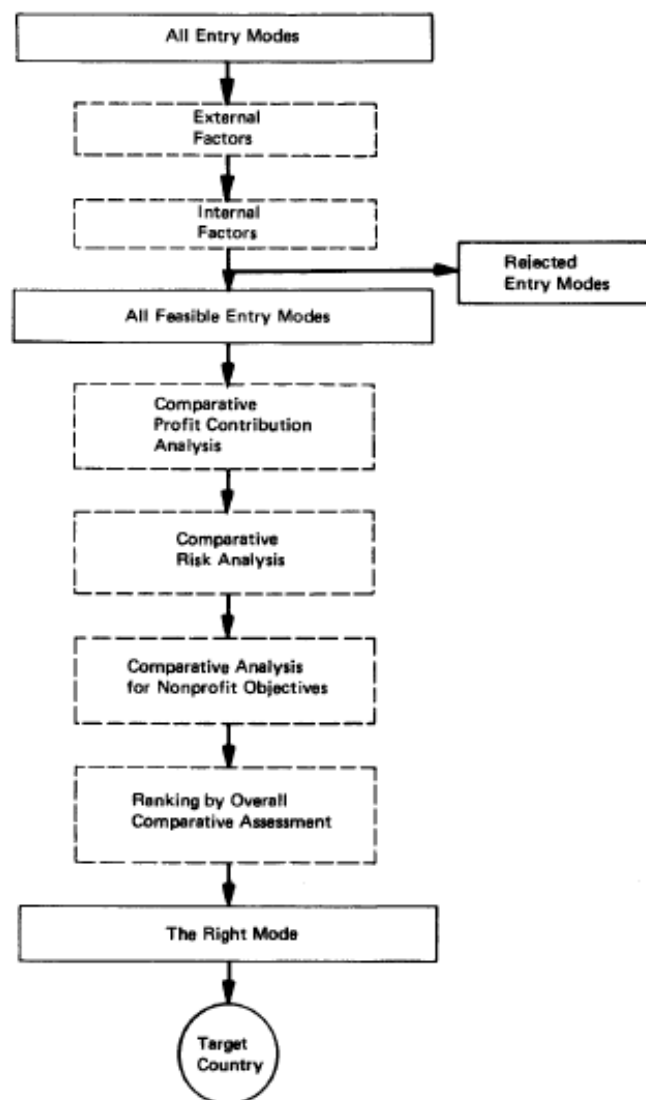 All Entry Modes
External
Factors
Internal
Factors
Rejected
Entry Modes
All Feasible Entry Modes
Comparative
Profit Contribution
Analysis
Comparative
Risk Analysis
Comparative Analysis
for Nonprofit Objectives
Ranking by Overall
Comparative Assessment
The Right Mode
Target
Country